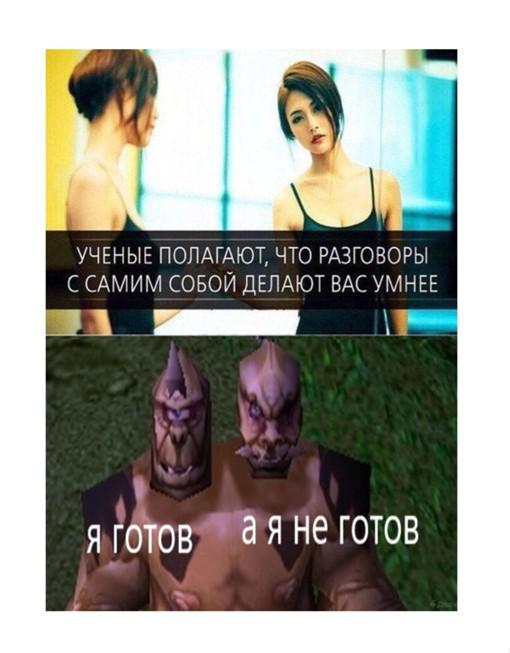 УЧЕНЫЕ ПОЛАГАЮТ, ЧТО РАЗГОВОРЫ
С САМИМ СОБОЙ ДЕЛАЮТ ВАС УМНЕЕ
я готов
а я не готов